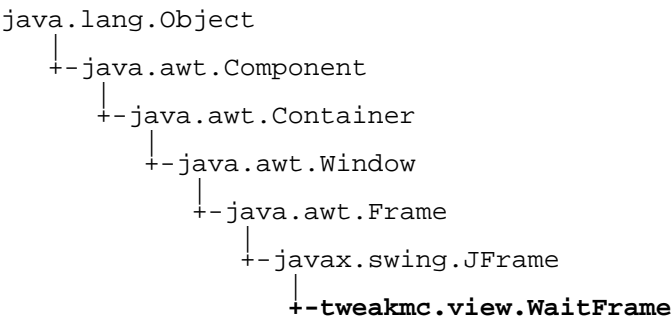 java.lang.Object
|
+-java.awt.Component
|
+-java.awt.Container
|
+-java.awt.Window
|
+-java.awt.Frame
|
+-javax.swing.JFrame
|
+-tweakmc.view.WaitFrame